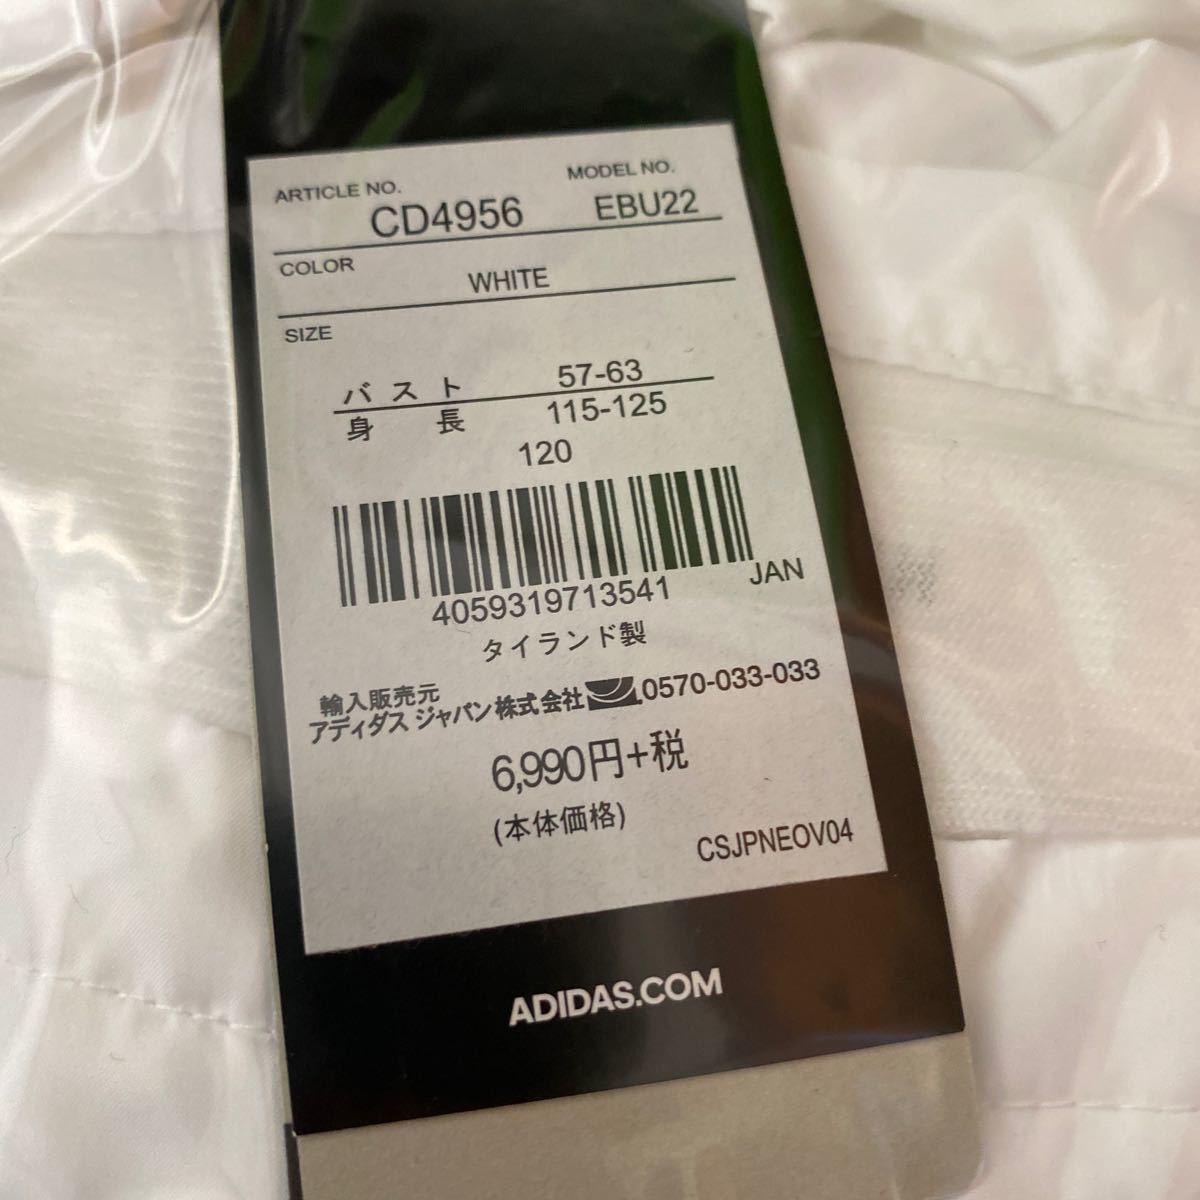 ARTICLE NO. MODEL NO.
CD4956 EBU22
COLOR
WHITE
SIZE
バスト 57-63
身長 115-125
120
4059319713541 JAN
タイランド製
輸入販売元
アディダス ジャパン株式会社 0570-033-033
6,990円+税
(本体価格)
CSJPNEOV04
ADIDAS.COM